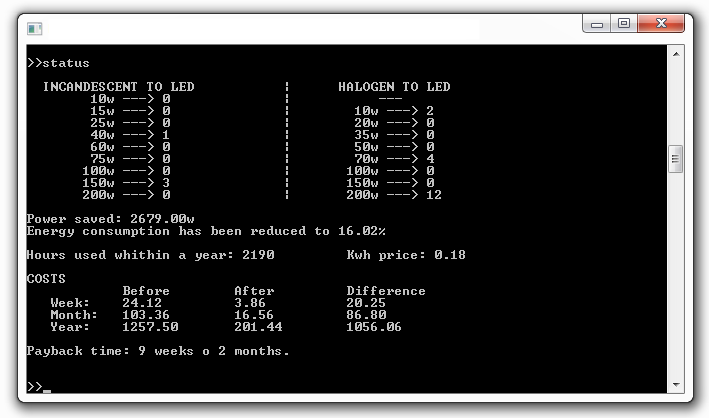 >>status
INCANDESCENT TO LED ¦ HALOGEN TO LED
10w ---> 0 ¦ ---
15w ---> 0 ¦ 10w ---> 2
25w ---> 0 ¦ 20w ---> 0
40w ---> 1 ¦ 35w ---> 0
60w ---> 0 ¦ 50w ---> 0
75w ---> 0 ¦ 70w ---> 4
100w ---> 0 ¦ 100w ---> 0
150w ---> 3 ¦ 150w ---> 0
200w ---> 0 ¦ 200w ---> 12
Power saved: 2679.00w
Energy consumption has been reduced to 16.02%
Hours used whithin a year: 2190 Kwh price: 0.18
COSTS
Before After Difference
Week: 24.12 3.86 20.25
Month: 103.36 16.56 86.80
Year: 1257.50 201.44 1056.06
Payback time: 9 weeks o 2 months.
>>_